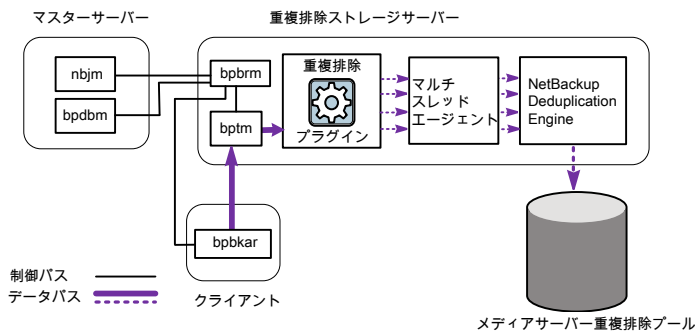 マスターサーバー
重複排除ストレージサーバー
nbjm
bpdbm
bpbrm
bptm
重複排除
プラグイン
マルチ
スレッド
エージェント
NetBackup
Deduplication
Engine
bpbkar
クライアント
制御パス
データパス
メディアサーバー重複排除プール